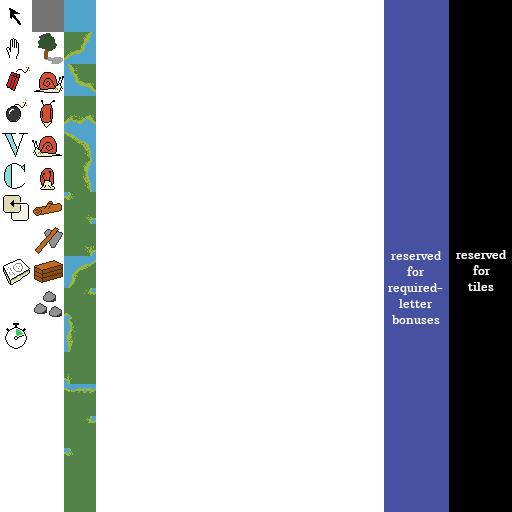 V
C
reserved
for
required-
letter
bonuses
reserved
for
tiles